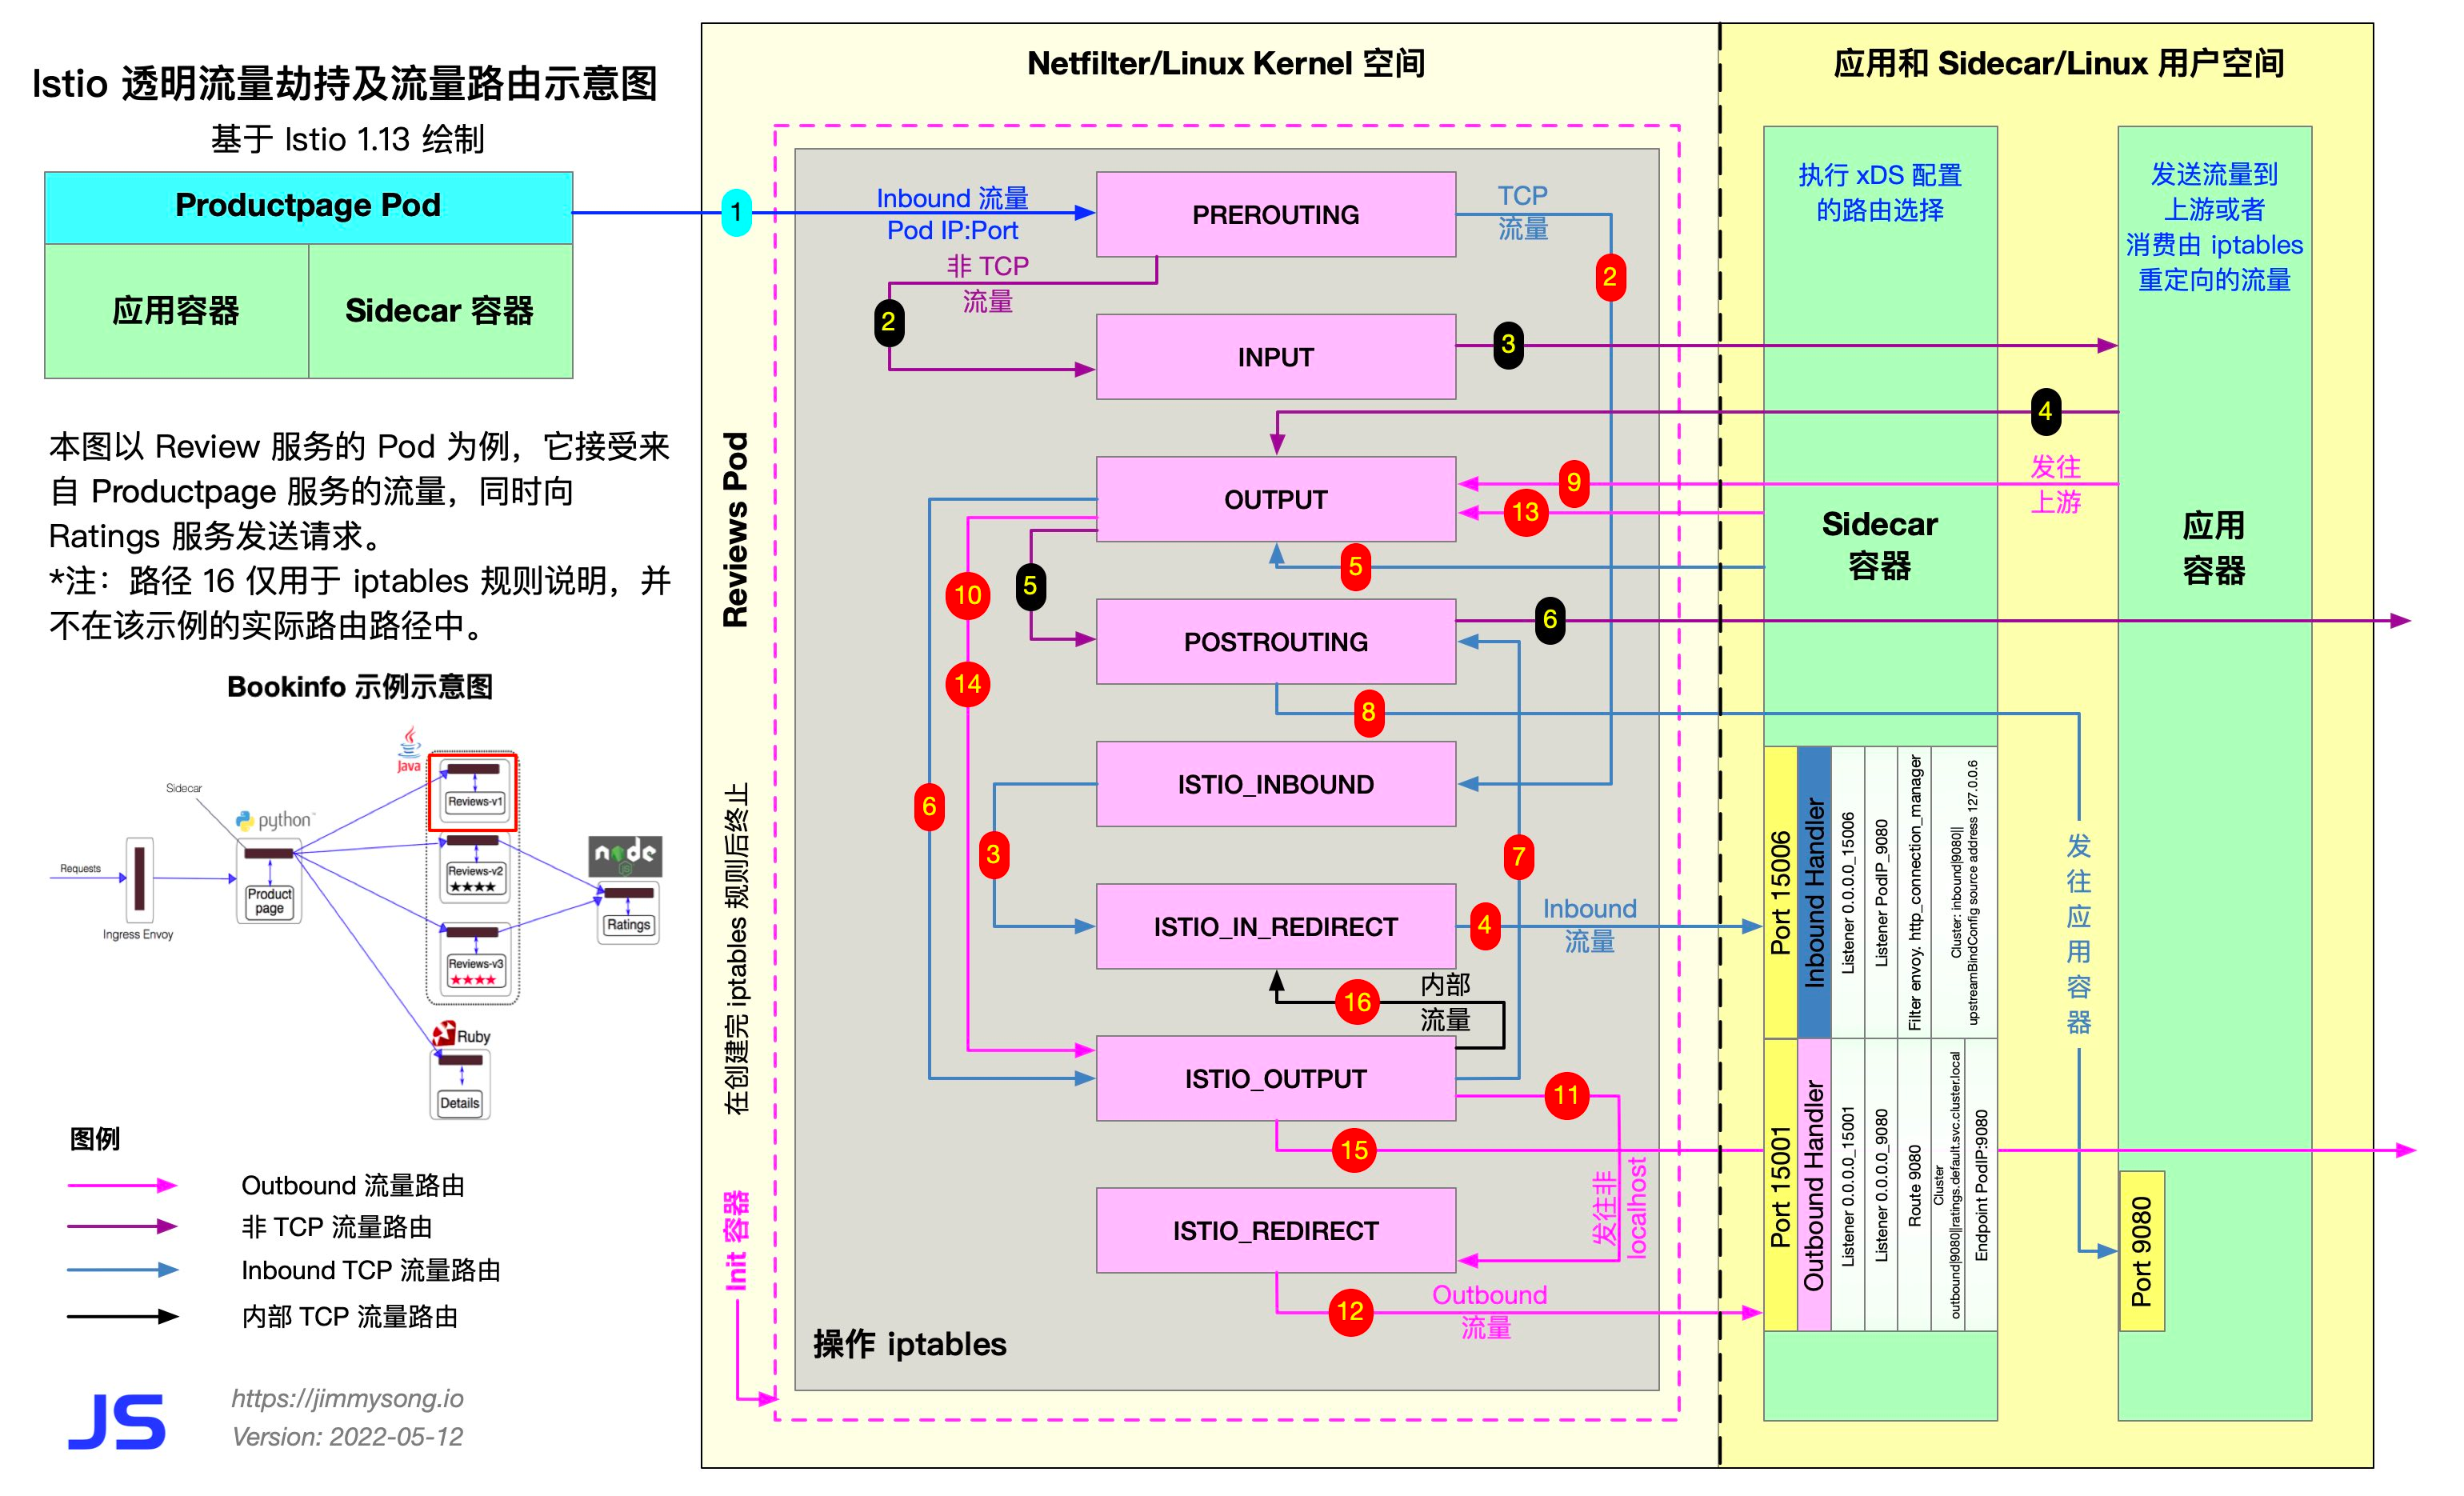 Istio 透明流量劫持及流量路由示意图
基于 Istio 1.13 绘制
Productpage Pod
应用容器
Sidecar 容器
本图以 Review 服务的 Pod 为例，它接受来
自 Productpage 服务的流量，同时向
Ratings 服务发送请求。
*注：路径 16 仅用于 iptables 规则说明，并
不在该示例的实际路由路径中。
Bookinfo 示例示意图
Java
Sidecar
python™
Requests
Ingress Envoy
Product
page
Reviews-v1
Reviews-v2
★★★★
Reviews-v3
★★★★
node
JS
Ratings
Ruby
Details
图例
Outbound 流量路由
非 TCP 流量路由
Inbound TCP 流量路由
内部 TCP 流量路由
JS
https://jimmysong.io
Version: 2022-05-12
Netfilter/Linux Kernel 空间
Reviews Pod
在创建完 iptables 规则后终止
Init 容器
1
Inbound 流量
Pod IP:Port
PREROUTING
TCP
流量
2
非 TCP
流量
2
INPUT
3
4
OUTPUT
9
13
5
10
5
POSTROUTING
6
14
8
ISTIO_INBOUND
6
3
7
ISTIO_IN_REDIRECT
4
Inbound
流量
16
内部
流量
ISTIO_OUTPUT
11
15
发往非
localhost
ISTIO_REDIRECT
12
Outbound
流量
操作 iptables
应用和 Sidecar/Linux 用户空间
执行 xDS 配置
的路由选择
Sidecar
容器
发送流量到
上游或者
消费由 iptables
重定向的流量
发往
上游
应用
容器
Port 15006
Inbound Handler
Listener 0.0.0.0_15006
Listener PodIP_9080
Filter envoy. http_connection_manager
Cluster: inbound|9080||
upstreamBindConfig source address 127.0.0.6
Port 15001
Outbound Handler
Listener 0.0.0.0_15001
Listener 0.0.0.0_9080
Route 9080
Cluster
outbound|9080||ratings.default.svc.cluster.local
Endpoint PodIP:9080
发往应用容器
Port 9080